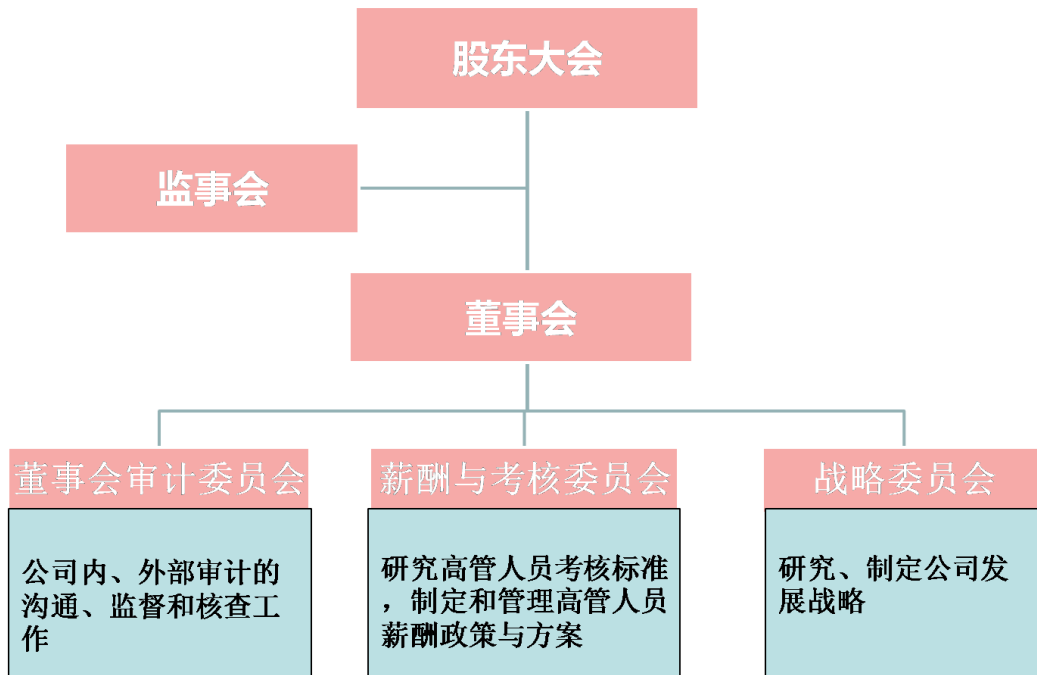 股东大会
监事会
董事会
董事会审计委员会
薪酬与考核委员会
战略委员会
公司内、外部审计的
沟通、监督和核查工
作
研究高管人员考核标准
，制定和管理高管人员
薪酬政策与方案
研究、制定公司发
展战略